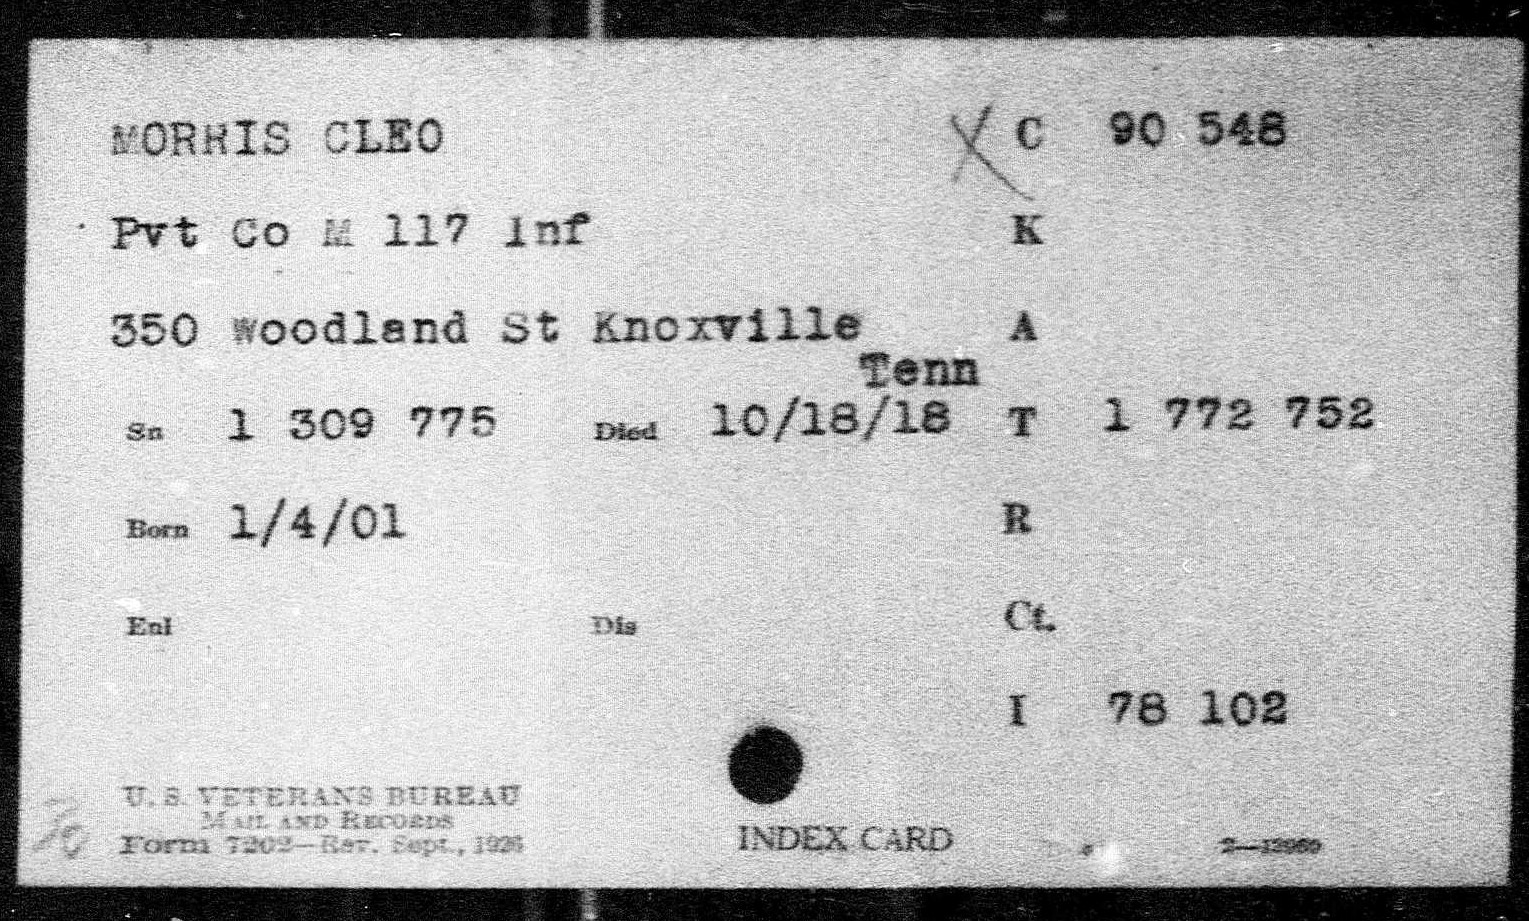 MORRIS CLEO
X C 90 548
Pvt Co M 117 Inf
K
350 Woodland St Knoxville
A
Tenn
Sn 1 309 775 Died 10/18/18
T 1 772 752
Born 1/4/01
R
Enl Dis
Ct.
I 78 102
U. S. VETERANS BUREAU
MAIL AND RECORDS
Form 7202—Rev. Sept., 1926
INDEX CARD